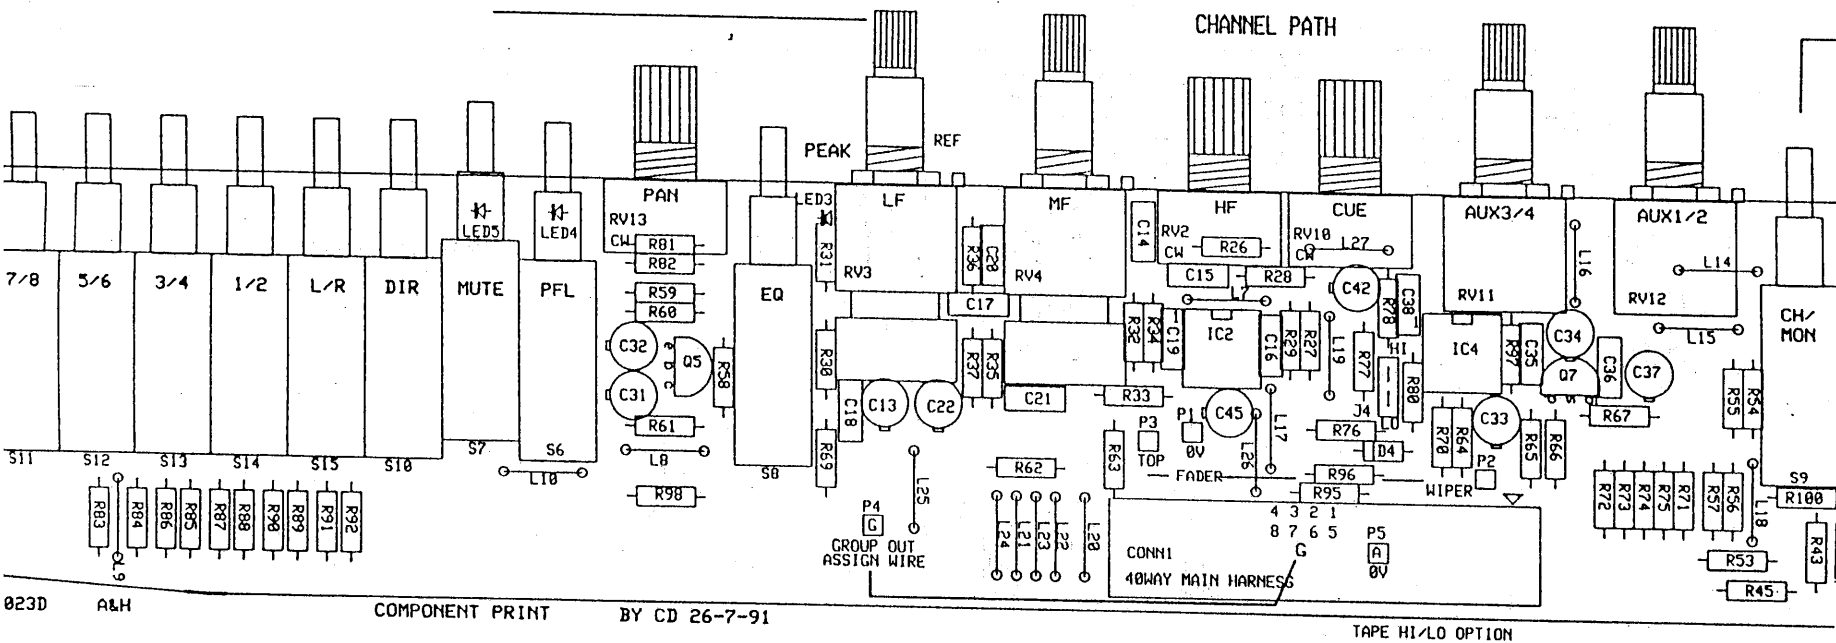 CHANNEL PATH
PEAK
REF
PAN
RV13
CW
R81
R82
R59
R60
LED5
LED4
LED3
R31
LF
RV3
R36
C20
C17
MF
RV4
C14
HF
RV2
CW
R26
C15
R28
L7
CUE
RV10
CW
L27
C42
R78
C38
AUX3/4
RV11
L16
AUX1/2
L14
RV12
L15
7/8
5/6
3/4
1/2
L/R
DIR
MUTE
PFL
EQ
CH/
MON
C32
e b c
Q5
R58
C31
R61
L8
R98
R30
C18
C13
C22
R69
R37
R35
C21
R32
R34
C19
IC2
C16
R29
R27
L19
R77
HI
J4
LO
R80
IC4
R97
C35
C34
Q7
C36
C37
R67
R55
R54
R33
C45
L17
L26
R76
D4
R70
R64
C33
R65
R66
P2
P3
TOP
P1
0V
FADER
WIPER
R63
R62
R96
R95
S11
S12
S13
S14
S15
S10
S7
S6
S8
S9
L10
R83
L9
R84
R86
R85
R87
R88
R90
R89
R91
R92
L25
P4
G
GROUP OUT
ASSIGN WIRE
L24
L21
L23
L22
L20
4 3 2 1
8 7 6 5
G
P5
A
0V
CONN1
40WAY MAIN HARNESS
R72
R73
R74
R75
R71
R57
R56
L18
R100
R43
R53
R45
023D
A&H
COMPONENT PRINT
BY CD 26-7-91
TAPE HI/LO OPTION